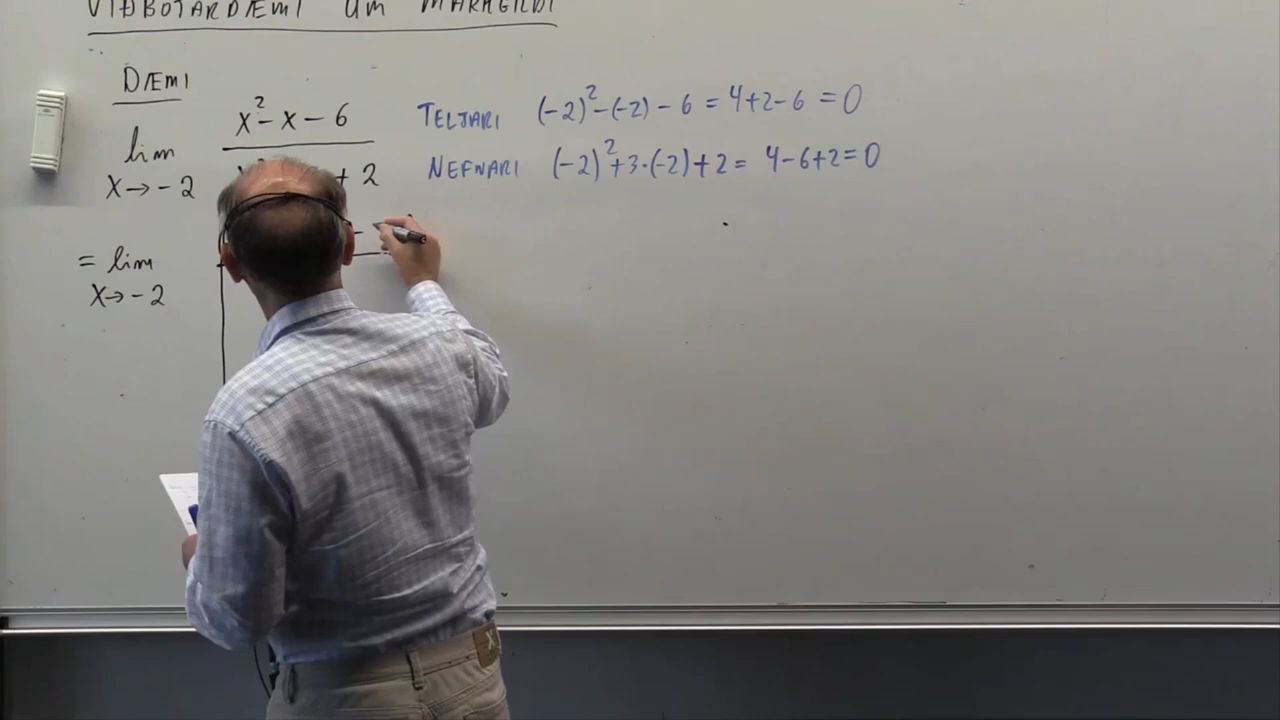 VIÐBÓTARDÆMI UM MARKGILDI
DÆMI
lim x→-2 x²-x-6
+ 2
TELJARI (-2)²-(-2)-6 = 4+2-6 = 0
NEFNARI (-2)²+3·(-2)+2 = 4-6+2=0
= lim x→-2